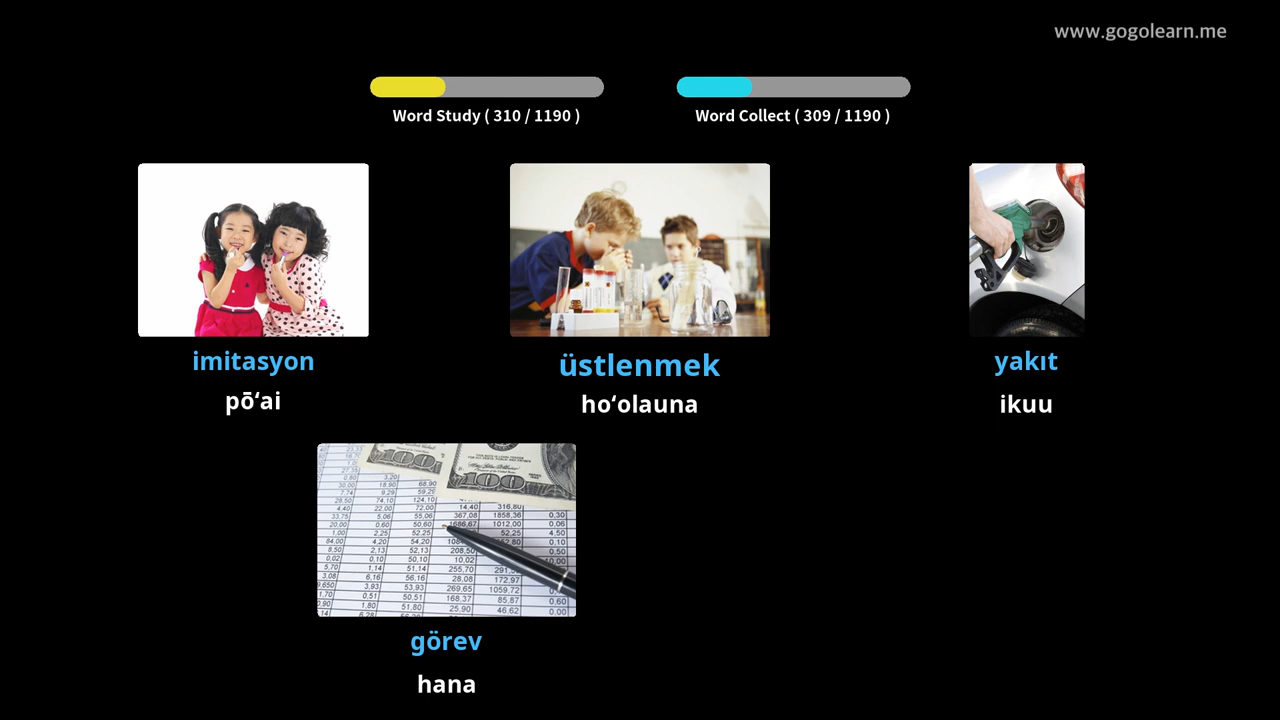 www.gogolearn.me
Word Study ( 310 / 1190 )
Word Collect ( 309 / 1190 )
imitasyon
pōʻai
üstlenmek
hoʻolauna
yakıt
ikuu
görev
hana